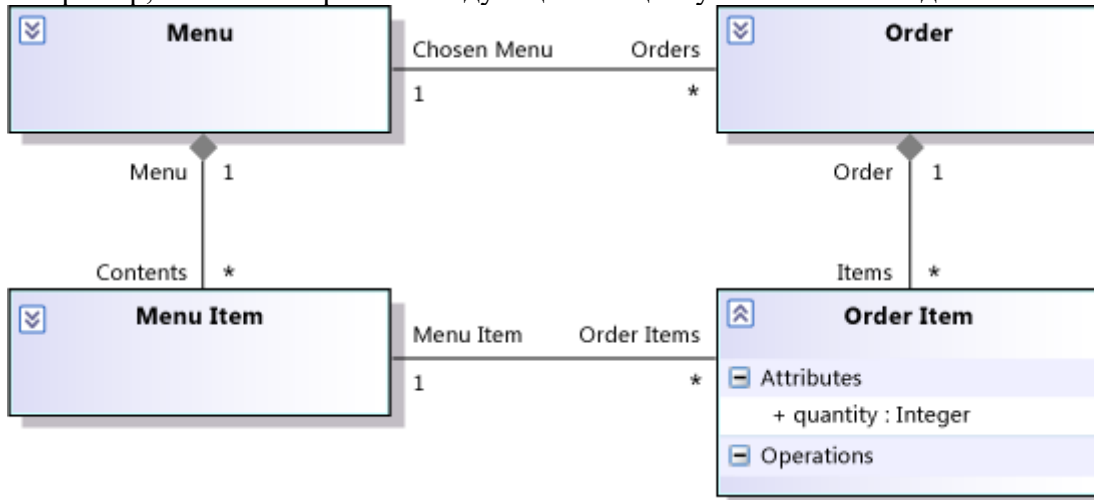 Menu
Order
Chosen Menu
Orders
1
*
Menu
1
Order
1
Contents
*
Items
*
Menu Item
Order Item
Menu Item
Order Items
1
*
Attributes
+ quantity : Integer
Operations